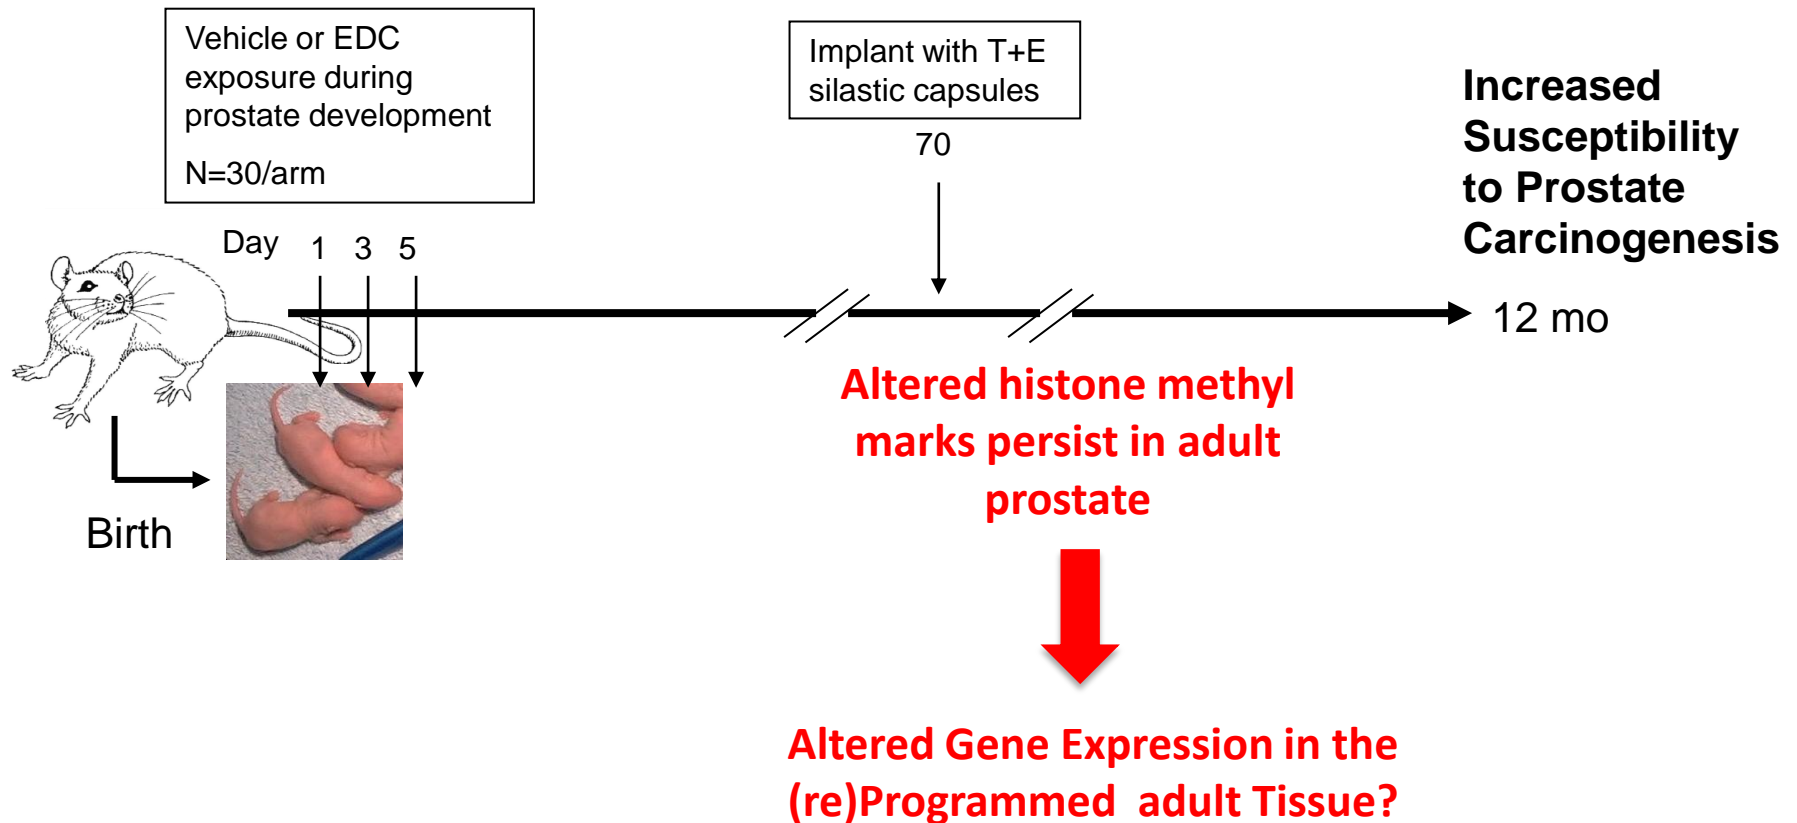 Vehicle or EDC
exposure during
prostate development
N=30/arm
Implant with T+E
silastic capsules
70
Increased
Susceptibility
to Prostate
Carcinogenesis
Day 1 3 5
12 mo
Birth
Altered histone methyl
marks persist in adult
prostate
Altered Gene Expression in the
(re)Programmed adult Tissue?